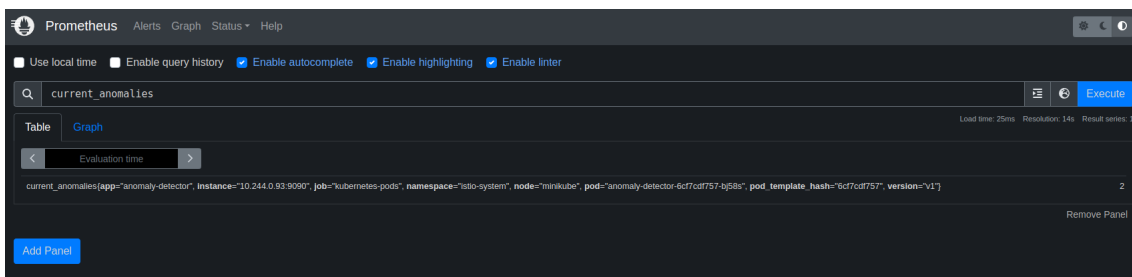 Prometheus Alerts Graph Status Help
Use local time Enable query history Enable autocomplete Enable highlighting Enable linter
current_anomalies Execute
Table Graph Load time: 25ms Resolution: 14s Result series: 1
Evaluation time
current_anomalies{app="anomaly-detector", instance="10.244.0.93:9090", job="kubernetes-pods", namespace="istio-system", node="minikube", pod="anomaly-detector-6cf7cdf757-bj58s", pod_template_hash="6cf7cdf757", version="v1"} 2
Remove Panel
Add Panel